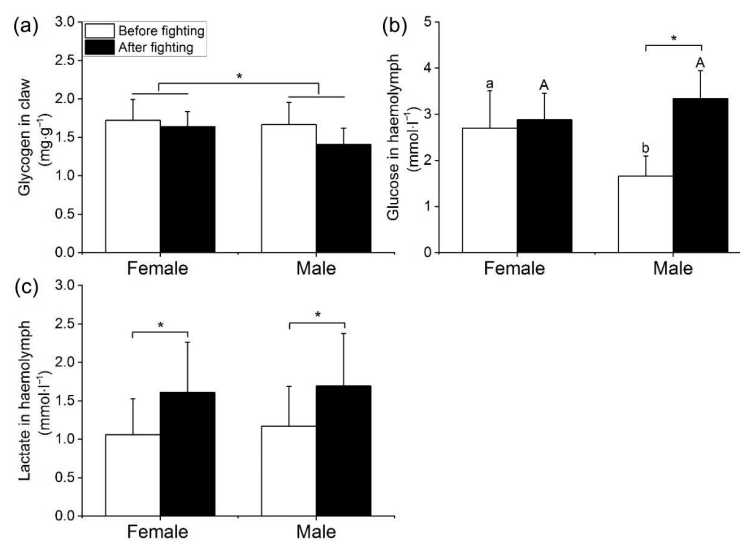 (a)
Before fighting
After fighting
Glycogen in claw
(mg·g⁻¹)
3.0
2.5
2.0
1.5
1.0
0.5
0.0
*
Female
Male
(b)
Glucose in haemolymph
(mmol·l⁻¹)
5
4
3
2
1
0
a
A
b
A
*
Female
Male
(c)
Lactate in haemolymph
(mmol·l⁻¹)
3.0
2.5
2.0
1.5
1.0
0.5
0.0
*
*
Female
Male